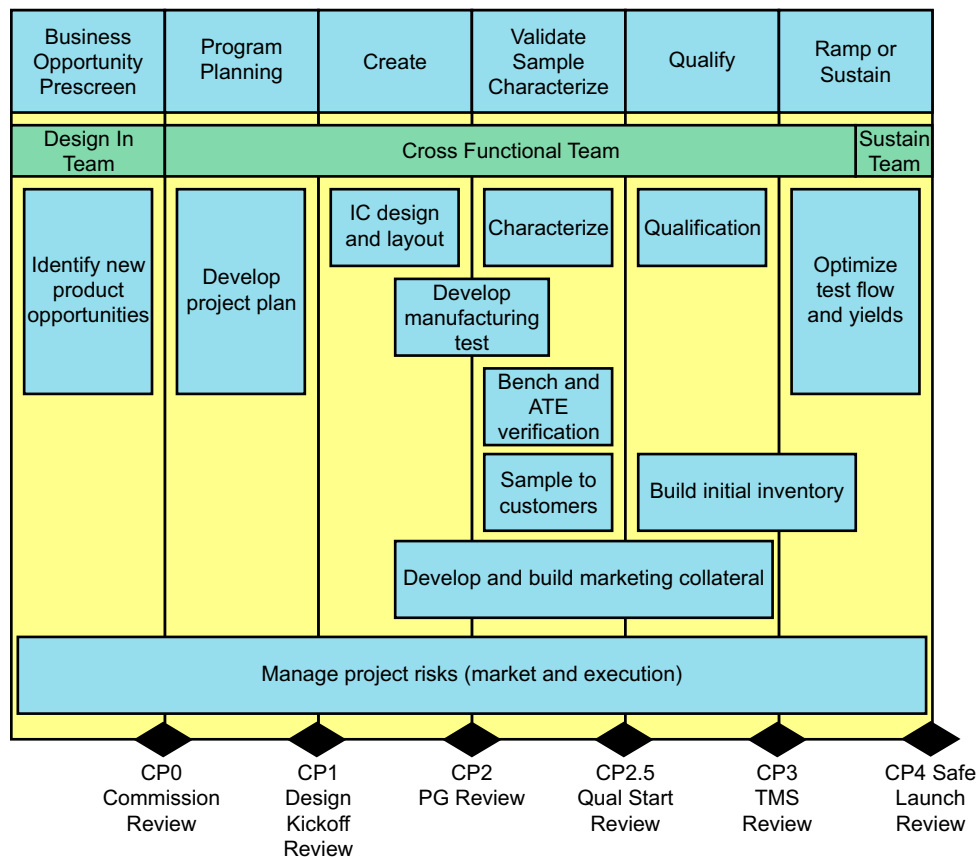 Business
Opportunity
Prescreen
Program
Planning
Create
Validate
Sample
Characterize
Qualify
Ramp or
Sustain
Design In
Team
Cross Functional Team
Sustain
Team
Identify new
product
opportunities
Develop
project plan
IC design
and layout
Characterize
Qualification
Optimize
test flow
and yields
Develop
manufacturing
test
Bench and
ATE
verification
Sample to
customers
Build initial inventory
Develop and build marketing collateral
Manage project risks (market and execution)
CP0
Commission
Review
CP1
Design
Kickoff
Review
CP2
PG Review
CP2.5
Qual Start
Review
CP3
TMS
Review
CP4 Safe
Launch
Review